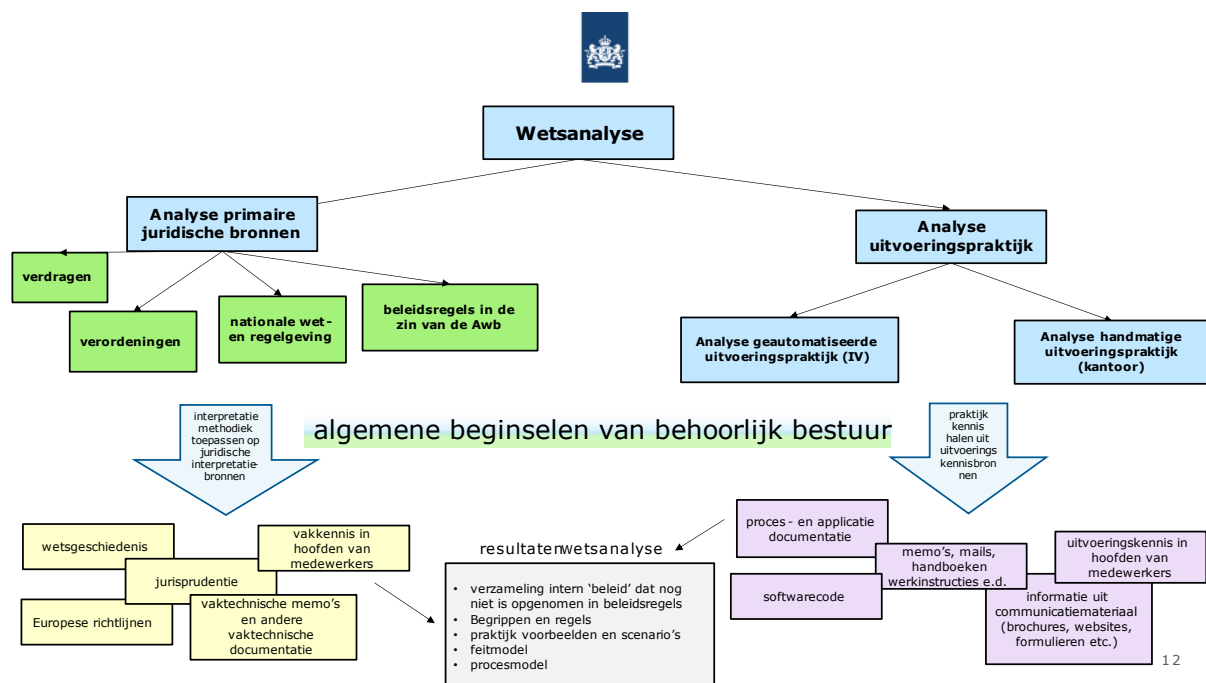 Wetsanalyse
Analyse primaire
juridische bronnen
Analyse
uitvoeringspraktijk
verdragen
verordeningen
nationale wet-
en regelgeving
beleidsregels in de
zin van de Awb
Analyse geautomatiseerde
uitvoeringspraktijk (IV)
Analyse handmatige
uitvoeringspraktijk
(kantoor)
interpretatie
methodiek
toepassen op
juridische
interpretatie-
bronnen
algemene beginselen van behoorlijk bestuur
praktijk
kennis
halen uit
uitvoerings
kennisbron
nen
wetsgeschiedenis
vakkennis in
hoofden van
medewerkers
jurisprudentie
Europese richtlijnen
vaktechnische memo's
en andere
vaktechnische
documentatie
resultatenwetsanalyse
• verzameling intern ‘beleid’ dat nog
niet is opgenomen in beleidsregels
• Begrippen en regels
• praktijk voorbeelden en scenario’s
• feitmodel
• procesmodel
proces- en applicatie
documentatie
memo’s, mails,
handboeken
werkinstructies e.d.
uitvoeringskennis in
hoofden van
medewerkers
softwarecode
informatie uit
communicatiemateriaal
(brochures, websites,
formulieren etc.)
12